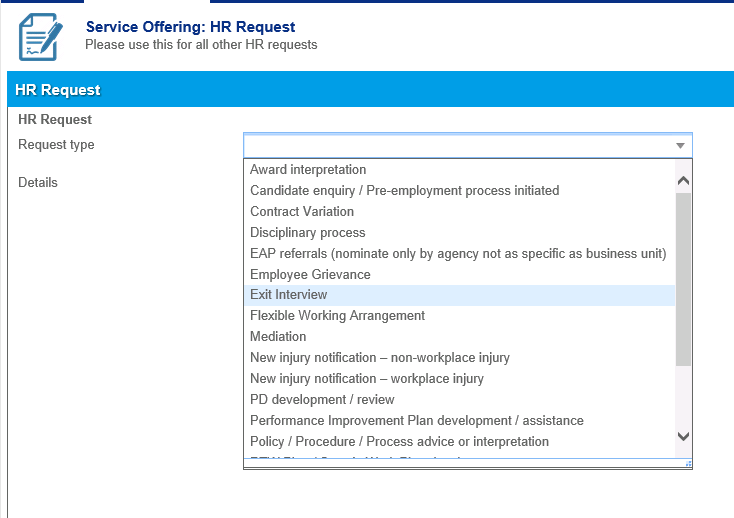 Service Offering: HR Request
Please use this for all other HR requests
HR Request
HR Request
Request type
Details
Award interpretation
Candidate enquiry / Pre-employment process initiated
Contract Variation
Disciplinary process
EAP referrals (nominate only by agency not as specific as business unit)
Employee Grievance
Exit Interview
Flexible Working Arrangement
Mediation
New injury notification – non-workplace injury
New injury notification – workplace injury
PD development / review
Performance Improvement Plan development / assistance
Policy / Procedure / Process advice or interpretation